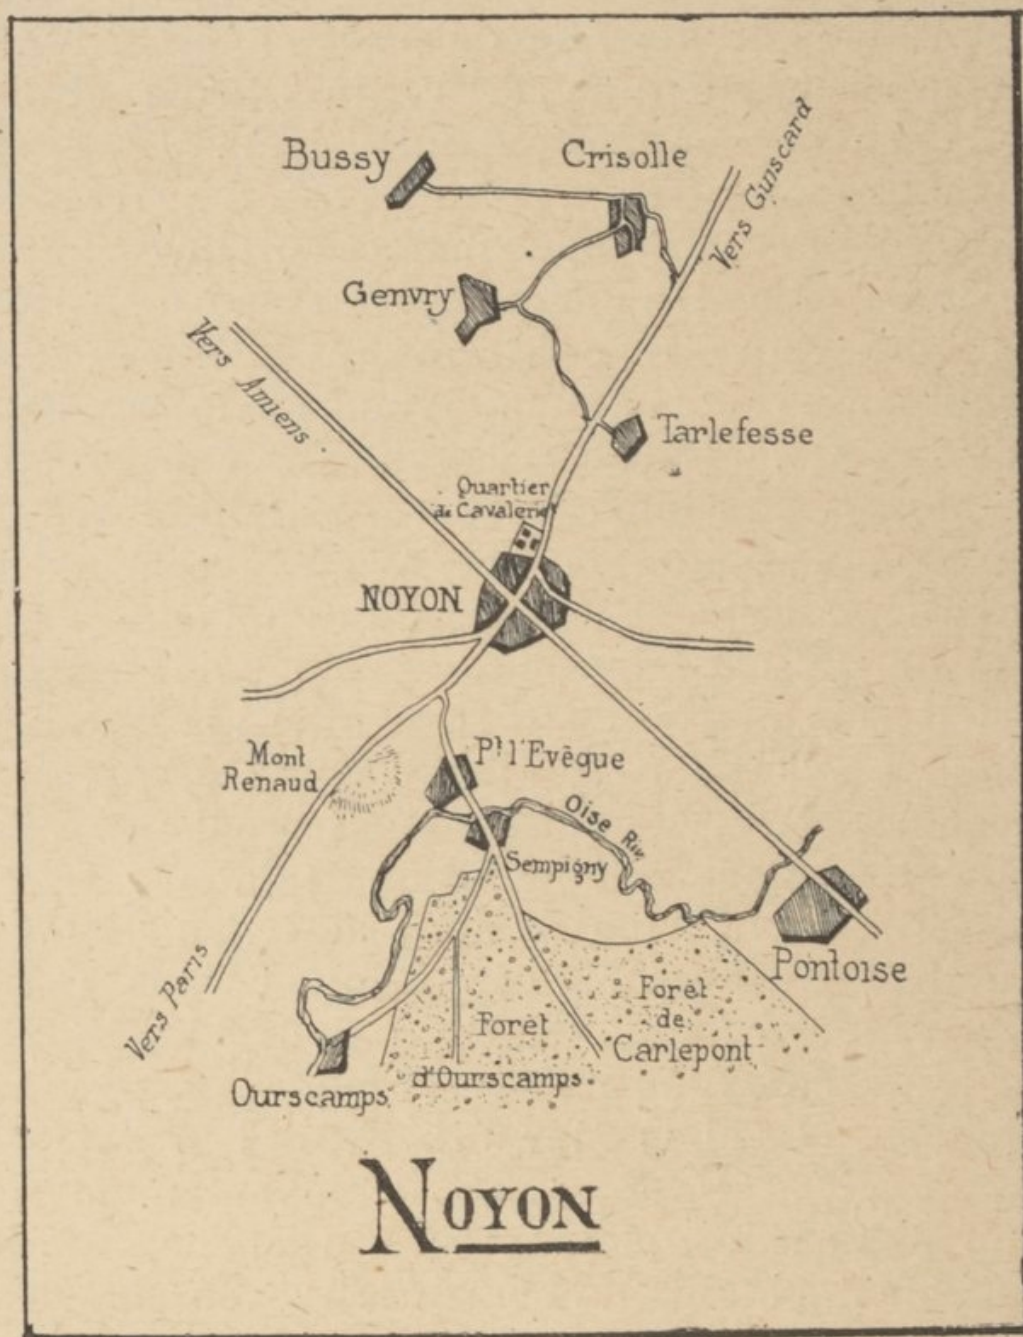 Bussy
Crisolle
Vers Guiscard
Genvry
Vers Amiens
Tarlefesse
Quartier
de Cavalerie
NOYON
Mont
Renaud
Pt l'Evêque
Oise Riv.
Sempigny
Pontoise
Vers Paris
Forêt
de
Carlepont
Forêt
d'Ourscamps
Ourscamps
NOYON